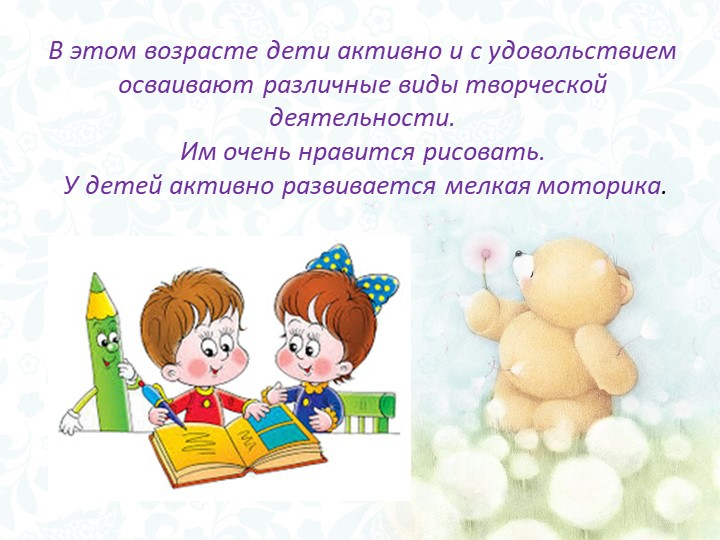 В этом возрасте дети активно и с удовольствием
осваивают различные виды творческой
деятельности.
Им очень нравится рисовать.
У детей активно развивается мелкая моторика.